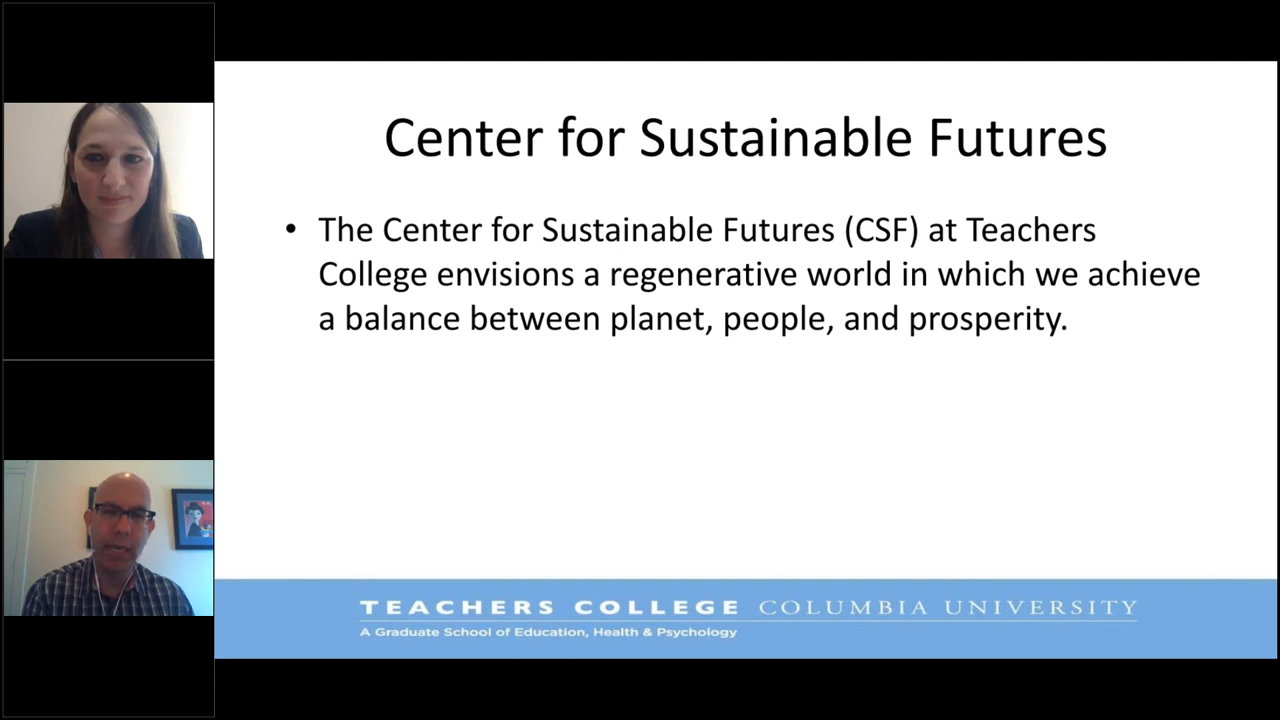 Center for Sustainable Futures
• The Center for Sustainable Futures (CSF) at Teachers
College envisions a regenerative world in which we achieve
a balance between planet, people, and prosperity.
TEACHERS COLLEGE COLUMBIA UNIVERSITY
A Graduate School of Education, Health & Psychology